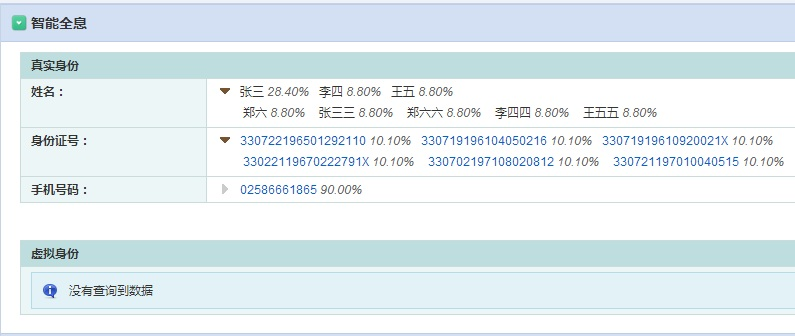 智能全息
真实身份
姓名： 张三 28.40% 李四 8.80% 王五 8.80%
郑六 8.80% 张三三 8.80% 郑六六 8.80% 李四四 8.80% 王五五 8.80%
身份证号： 330722196501292110 10.10% 330719196104050216 10.10% 33071919610920021X 10.10%
33022119670222791X 10.10% 330702197108020812 10.10% 330721197010040515 10.10%
手机号码： 02586661865 90.00%
虚拟身份
没有查询到数据